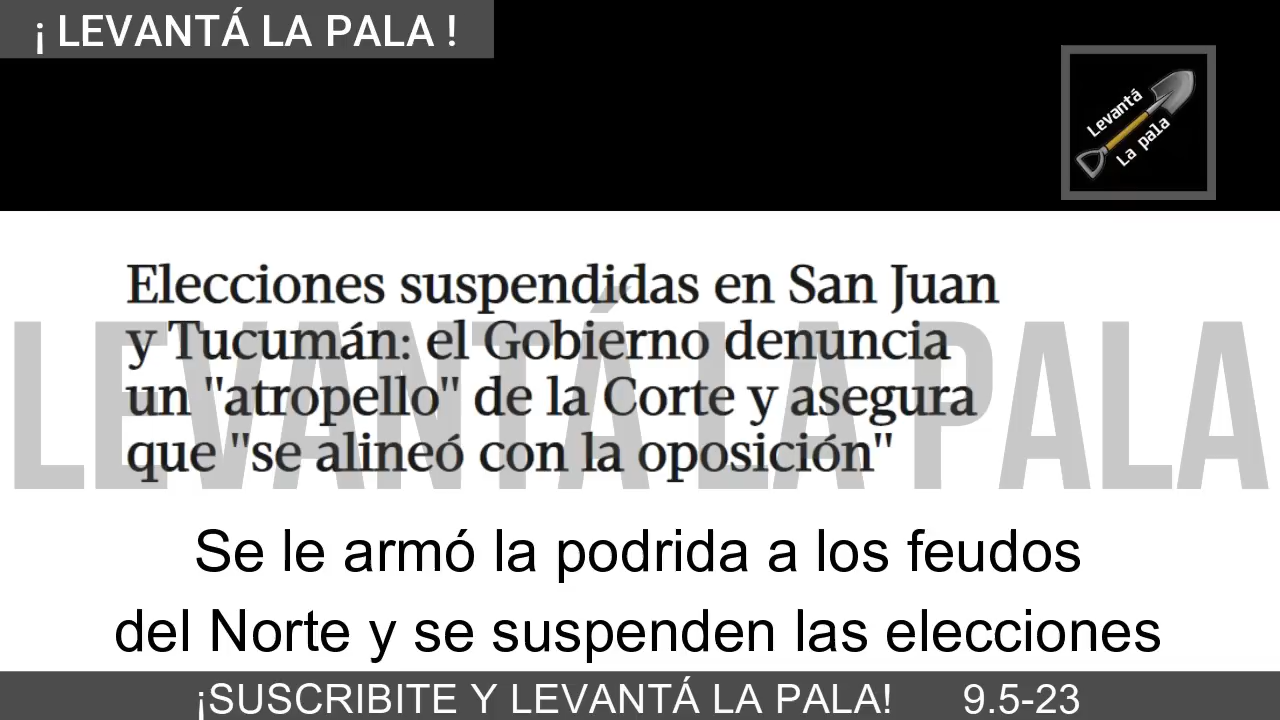 ¡ LEVANTÁ LA PALA !
Levantá
La pala
Elecciones suspendidas en San Juan
y Tucumán: el Gobierno denuncia
un "atropello" de la Corte y asegura
que "se alineó con la oposición"
LEVANTÁ LA PALA
Se le armó la podrida a los feudos
del Norte y se suspenden las elecciones
¡SUSCRIBITE Y LEVANTÁ LA PALA! 9.5-23